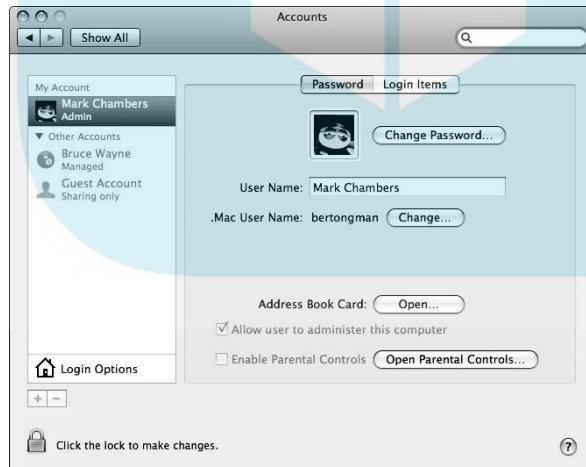 Accounts
Show All
My Account
Mark Chambers
Admin
Other Accounts
Bruce Wayne
Managed
Guest Account
Sharing only
Login Options
+ −
Password Login Items
Change Password...
User Name: Mark Chambers
.Mac User Name: bertongman Change...
Address Book Card: Open...
Allow user to administer this computer
Enable Parental Controls Open Parental Controls...
Click the lock to make changes.
?